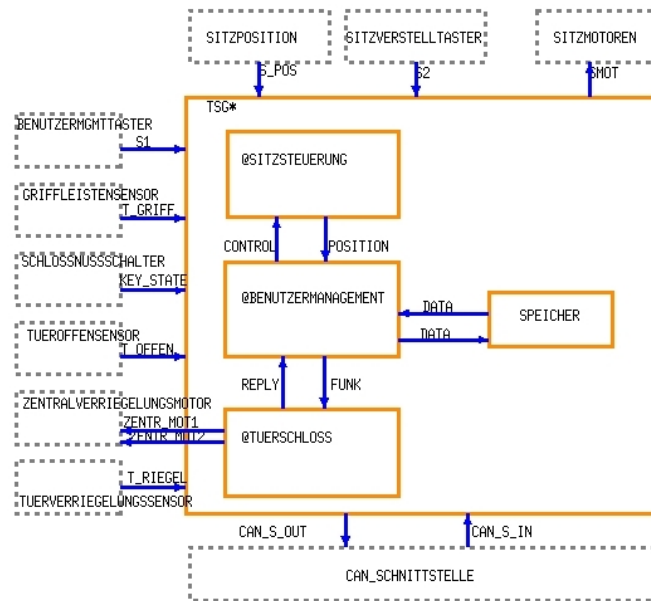 SITZPOSITION
SITZVERSTELLTASTER
SITZMOTOREN
S_POS
S2
SMOT
TSG*
BENUTZERMGMTTASTER
S1
@SITZSTEUERUNG
GRIFFLEISTENSENSOR
T_GRIFF
CONTROL
POSITION
SCHLOSSNUSSSCHALTER
KEY_STATE
@BENUTZERMANAGEMENT
DATA
SPEICHER
DATA
TUEROFFENSENSOR
T_OFFEN
REPLY
FUNK
ZENTRALVERRIEGELUNGSMOTOR
ZENTR_MOT1
ZENTR_MOT2
@TUERSCHLOSS
T_RIEGEL
TUERVERRIEGELUNGSSENSOR
CAN_S_OUT
CAN_S_IN
CAN_SCHNITTSTELLE